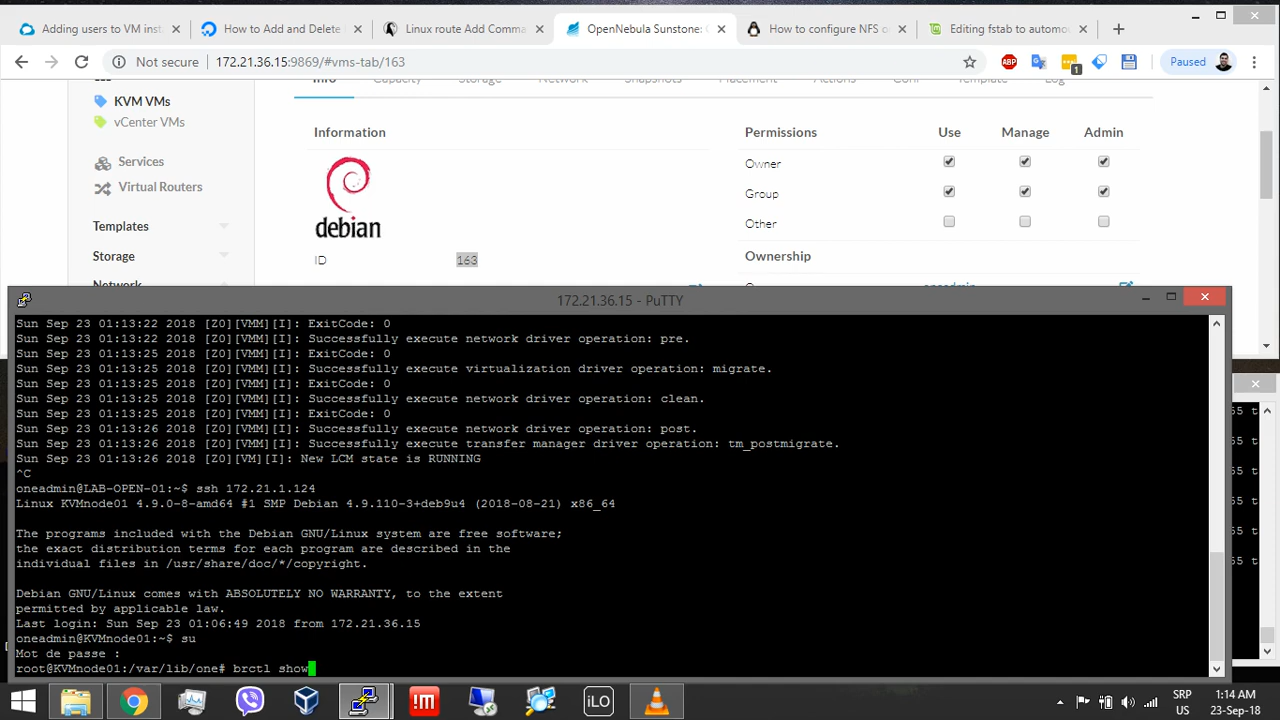 Adding users to VM inst
How to Add and Delete
Linux route Add Comma
OpenNebula Sunstone: C
How to configure NFS o
Editing fstab to automo
Not secure
172.21.36.15:9869/#vms-tab/163
ABP
1
Paused
Info
Capacity
Storage
Network
Snapshots
Placement
Actions
Conf
Template
Log
KVM VMs
vCenter VMs
Services
Virtual Routers
Templates
Storage
Network
Information
debian
ID 163
Permissions Use Manage Admin
Owner
Group
Other
Ownership
oneadmin
172.21.36.15 - PuTTY
Sun Sep 23 01:13:22 2018 [Z0][VMM][I]: ExitCode: 0
Sun Sep 23 01:13:22 2018 [Z0][VMM][I]: Successfully execute network driver operation: pre.
Sun Sep 23 01:13:25 2018 [Z0][VMM][I]: ExitCode: 0
Sun Sep 23 01:13:25 2018 [Z0][VMM][I]: Successfully execute virtualization driver operation: migrate.
Sun Sep 23 01:13:25 2018 [Z0][VMM][I]: ExitCode: 0
Sun Sep 23 01:13:25 2018 [Z0][VMM][I]: Successfully execute network driver operation: clean.
Sun Sep 23 01:13:25 2018 [Z0][VMM][I]: ExitCode: 0
Sun Sep 23 01:13:26 2018 [Z0][VMM][I]: Successfully execute network driver operation: post.
Sun Sep 23 01:13:26 2018 [Z0][VMM][I]: Successfully execute transfer manager driver operation: tm_postmigrate.
Sun Sep 23 01:13:26 2018 [Z0][VM][I]: New LCM state is RUNNING
^C
oneadmin@LAB-OPEN-01:~$ ssh 172.21.1.124
Linux KVMnode01 4.9.0-8-amd64 #1 SMP Debian 4.9.110-3+deb9u4 (2018-08-21) x86_64
The programs included with the Debian GNU/Linux system are free software;
the exact distribution terms for each program are described in the
individual files in /usr/share/doc/*/copyright.
Debian GNU/Linux comes with ABSOLUTELY NO WARRANTY, to the extent
permitted by applicable law.
Last login: Sun Sep 23 01:06:49 2018 from 172.21.36.15
oneadmin@KVMnode01:~$ su
Mot de passe :
root@KVMnode01:/var/lib/one# brctl show
iLO
SRP
US
1:14 AM
23-Sep-18